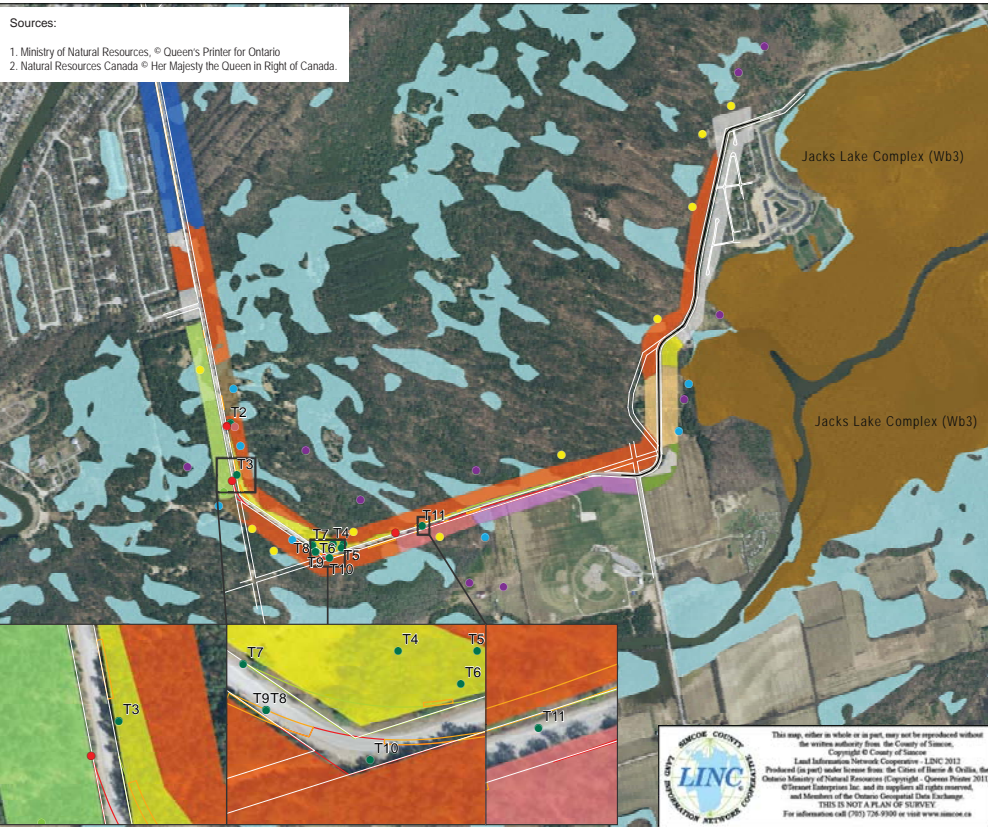 Sources:
1. Ministry of Natural Resources, © Queen's Printer for Ontario
2. Natural Resources Canada © Her Majesty the Queen in Right of Canada.
Jacks Lake Complex (Wb3)
Jacks Lake Complex (Wb3)
T2
T3
T11
T7 T4
T8 T6 T5
T9 T10
T3
T7
T4
T5
T6
T9 T8
T10
T11
SIMCOE COUNTY
LAND INFORMATION NETWORK COOPERATIVE
LINC
This map, either in whole or in part, may not be reproduced without
the written authority from the County of Simcoe,
Copyright © County of Simcoe
Land Information Network Cooperative - LINC 2012
Produced (in part) under license from: the Cities of Barrie & Orillia, the
Ontario Ministry of Natural Resources (Copyright - Queens Printer 2011)
©Teranet Enterprises Inc. and its suppliers all rights reserved,
and Members of the Ontario Geospatial Data Exchange.
THIS IS NOT A PLAN OF SURVEY.
For information call (705) 726-9300 or visit www.simcoe.ca